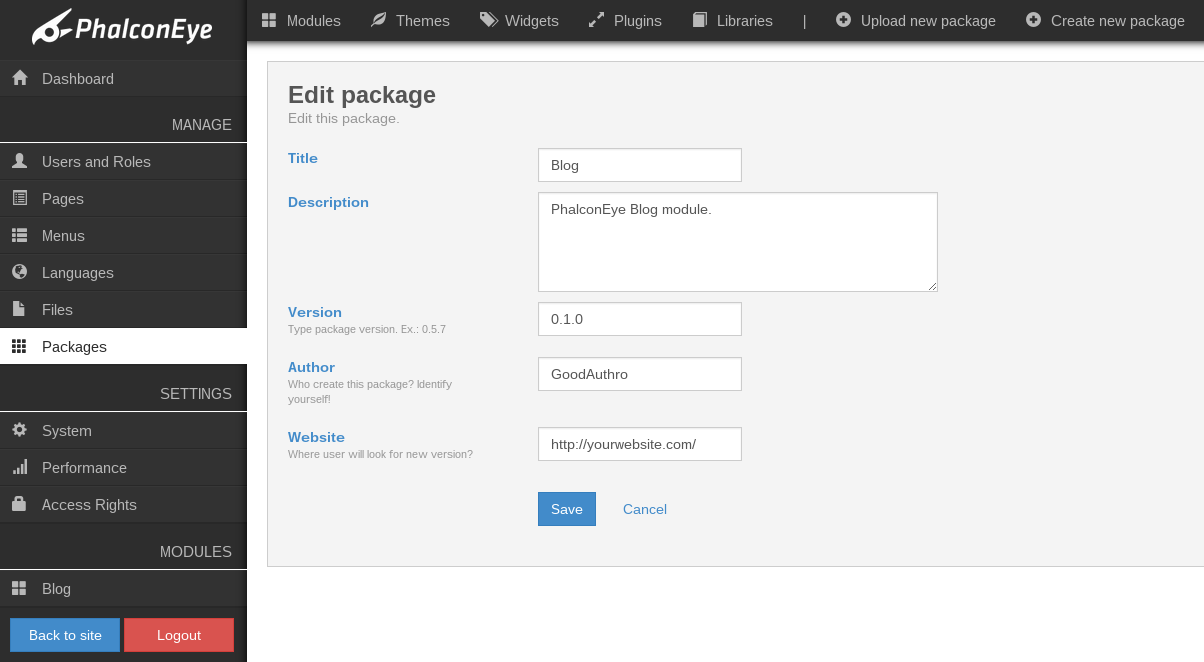 PhalconEye
Modules Themes Widgets Plugins Libraries | Upload new package Create new package
Dashboard
MANAGE
Users and Roles
Pages
Menus
Languages
Files
Packages
SETTINGS
System
Performance
Access Rights
MODULES
Blog
Back to site Logout
Edit package
Edit this package.
Title Blog
Description PhalconEye Blog module.
Version 0.1.0
Type package version. Ex.: 0.5.7
Author GoodAuthro
Who create this package? Identify
yourself!
Website http://yourwebsite.com/
Where user will look for new version?
Save Cancel